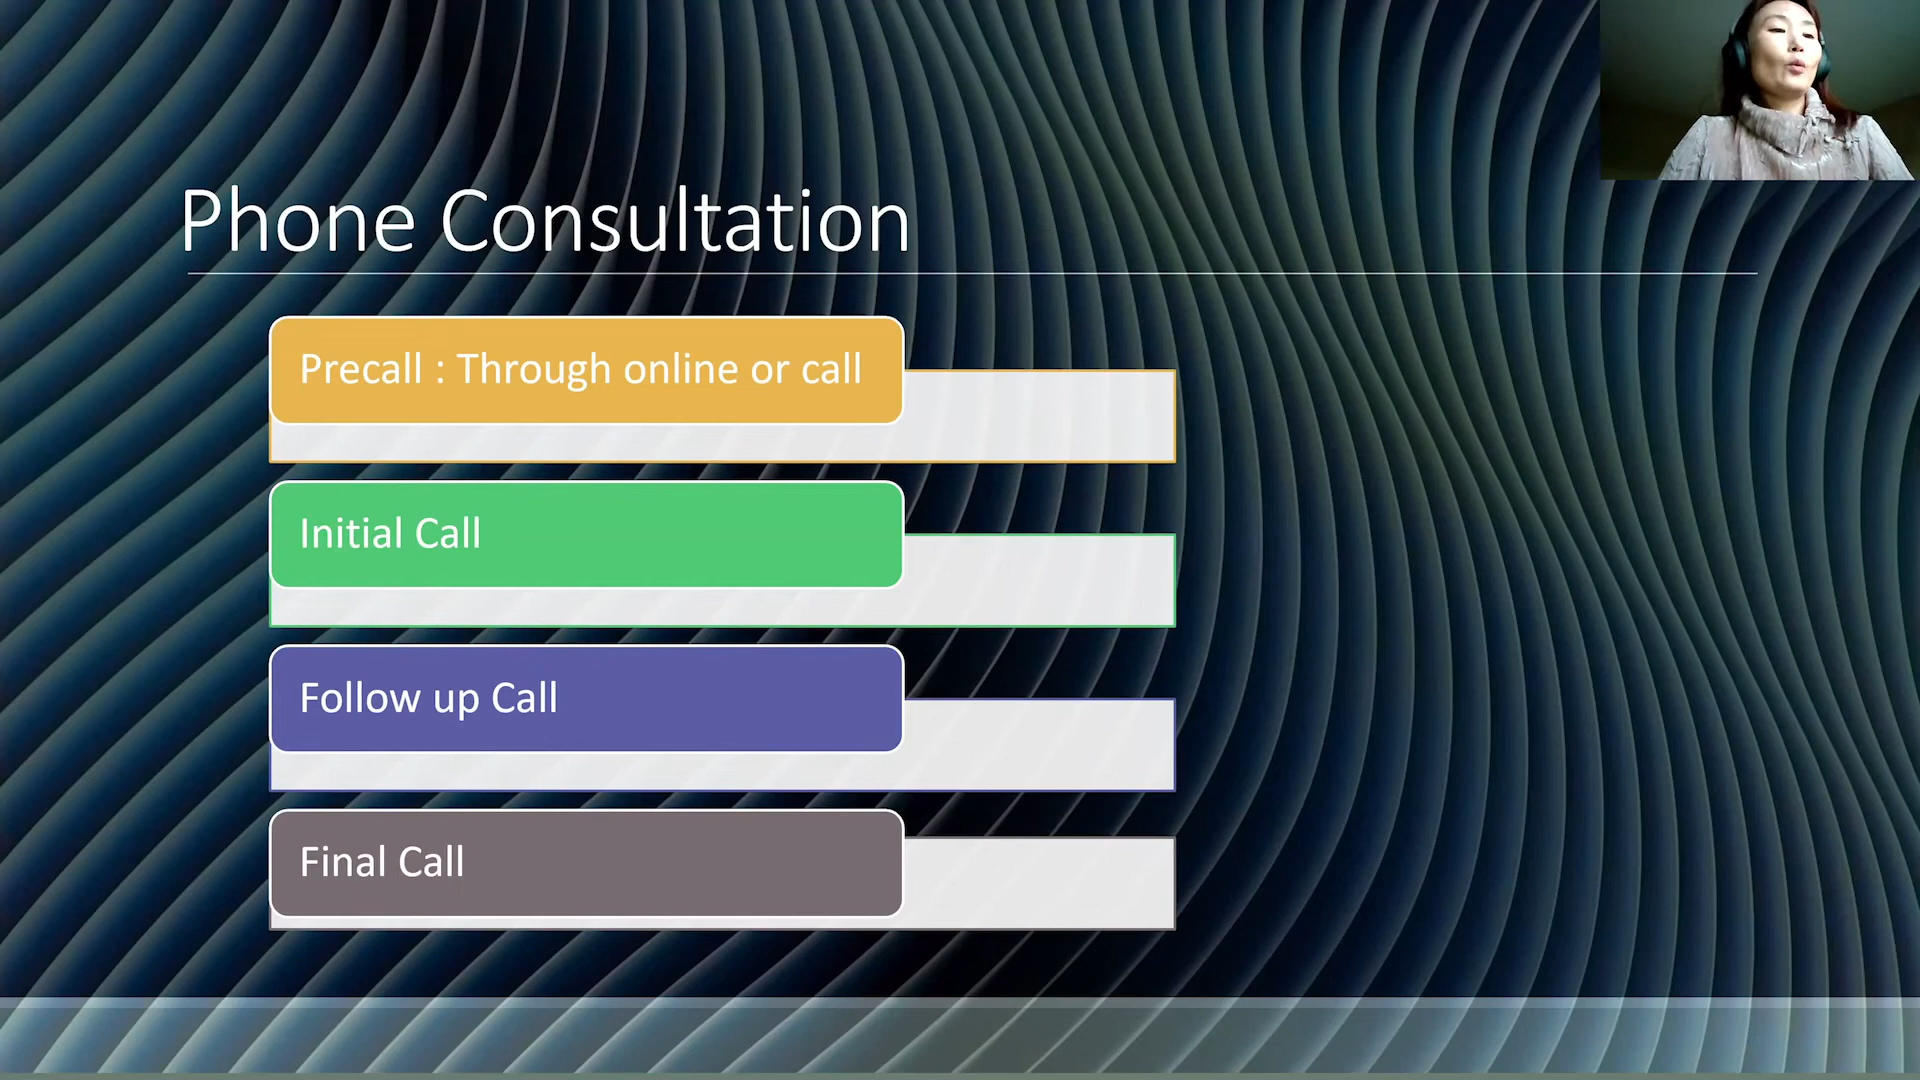 Phone Consultation
Precall : Through online or call
Initial Call
Follow up Call
Final Call